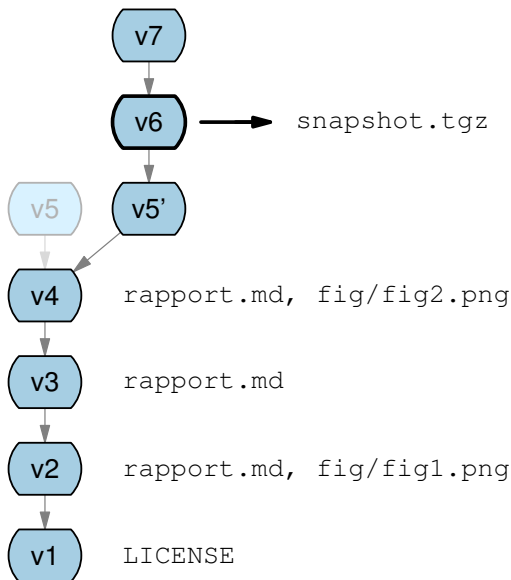 v7
v6 snapshot.tgz
v5 v5'
v4 rapport.md, fig/fig2.png
v3 rapport.md
v2 rapport.md, fig/fig1.png
v1 LICENSE